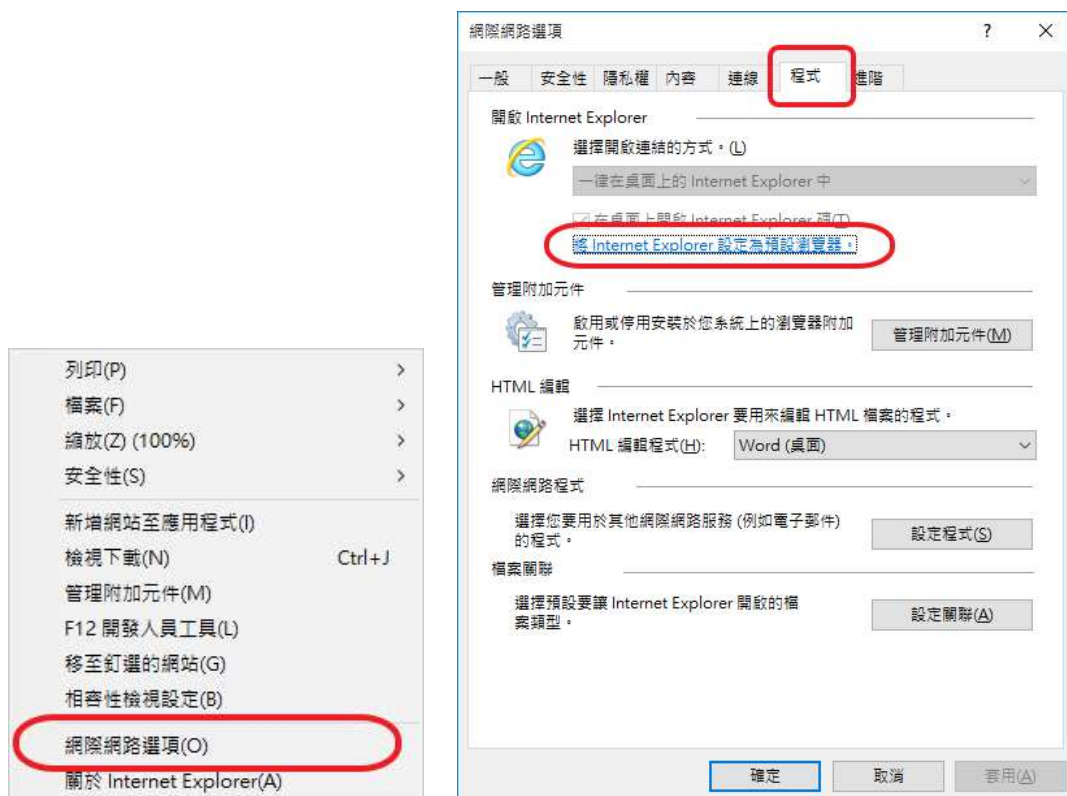 列印(P)
檔案(F)
縮放(Z) (100%)
安全性(S)
新增網站至應用程式(I)
檢視下載(N) Ctrl+J
管理附加元件(M)
F12 開發人員工具(L)
移至釘選的網站(G)
相容性檢視設定(B)
網際網路選項(O)
關於 Internet Explorer(A)
網際網路選項 ?
一般 安全性 隱私權 內容 連線 程式 進階
開啟 Internet Explorer
選擇開啟連結的方式。(L)
一律在桌面上的 Internet Explorer 中
在桌面上開啟 Internet Explorer 磚(T)
將 Internet Explorer 設定為預設瀏覽器。
管理附加元件
啟用或停用安裝於您系統上的瀏覽器附加
元件。
管理附加元件(M)
HTML 編輯
選擇 Internet Explorer 要用來編輯 HTML 檔案的程式。
HTML 編輯程式(H): Word (桌面)
網際網路程式
選擇您要用於其他網際網路服務 (例如電子郵件)
的程式。
設定程式(S)
檔案關聯
選擇預設要讓 Internet Explorer 開啟的檔
案類型。
設定關聯(A)
確定 取消 套用(A)